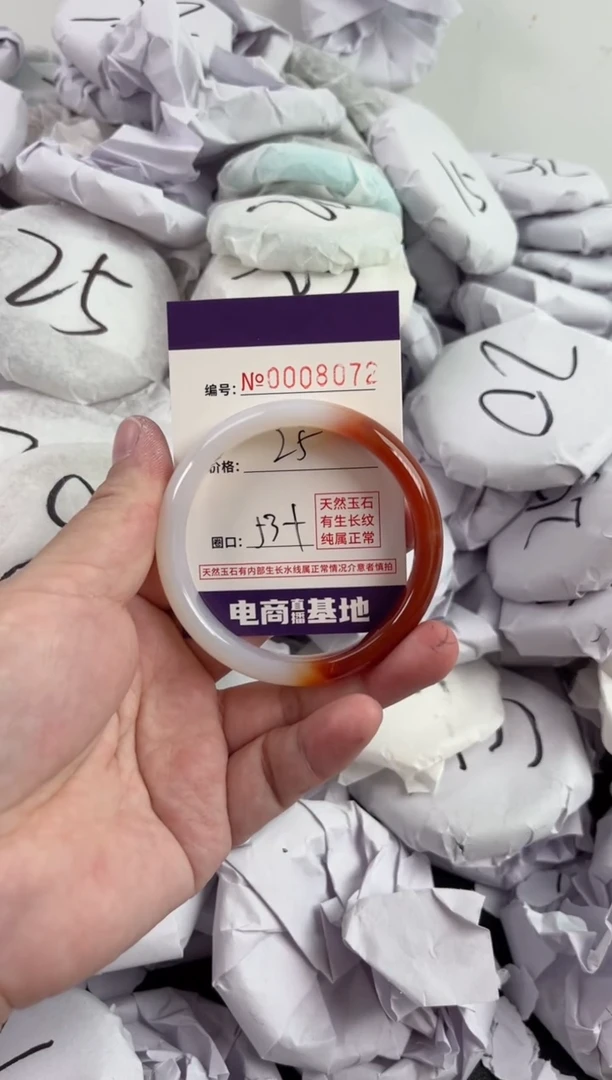 25
15
20
编号: №0008072
价格: 25
圈口: 53+
天然玉石
有生长纹
纯属正常
天然玉石有内部生长水线属正常情况介意者慎拍
电商直播基地